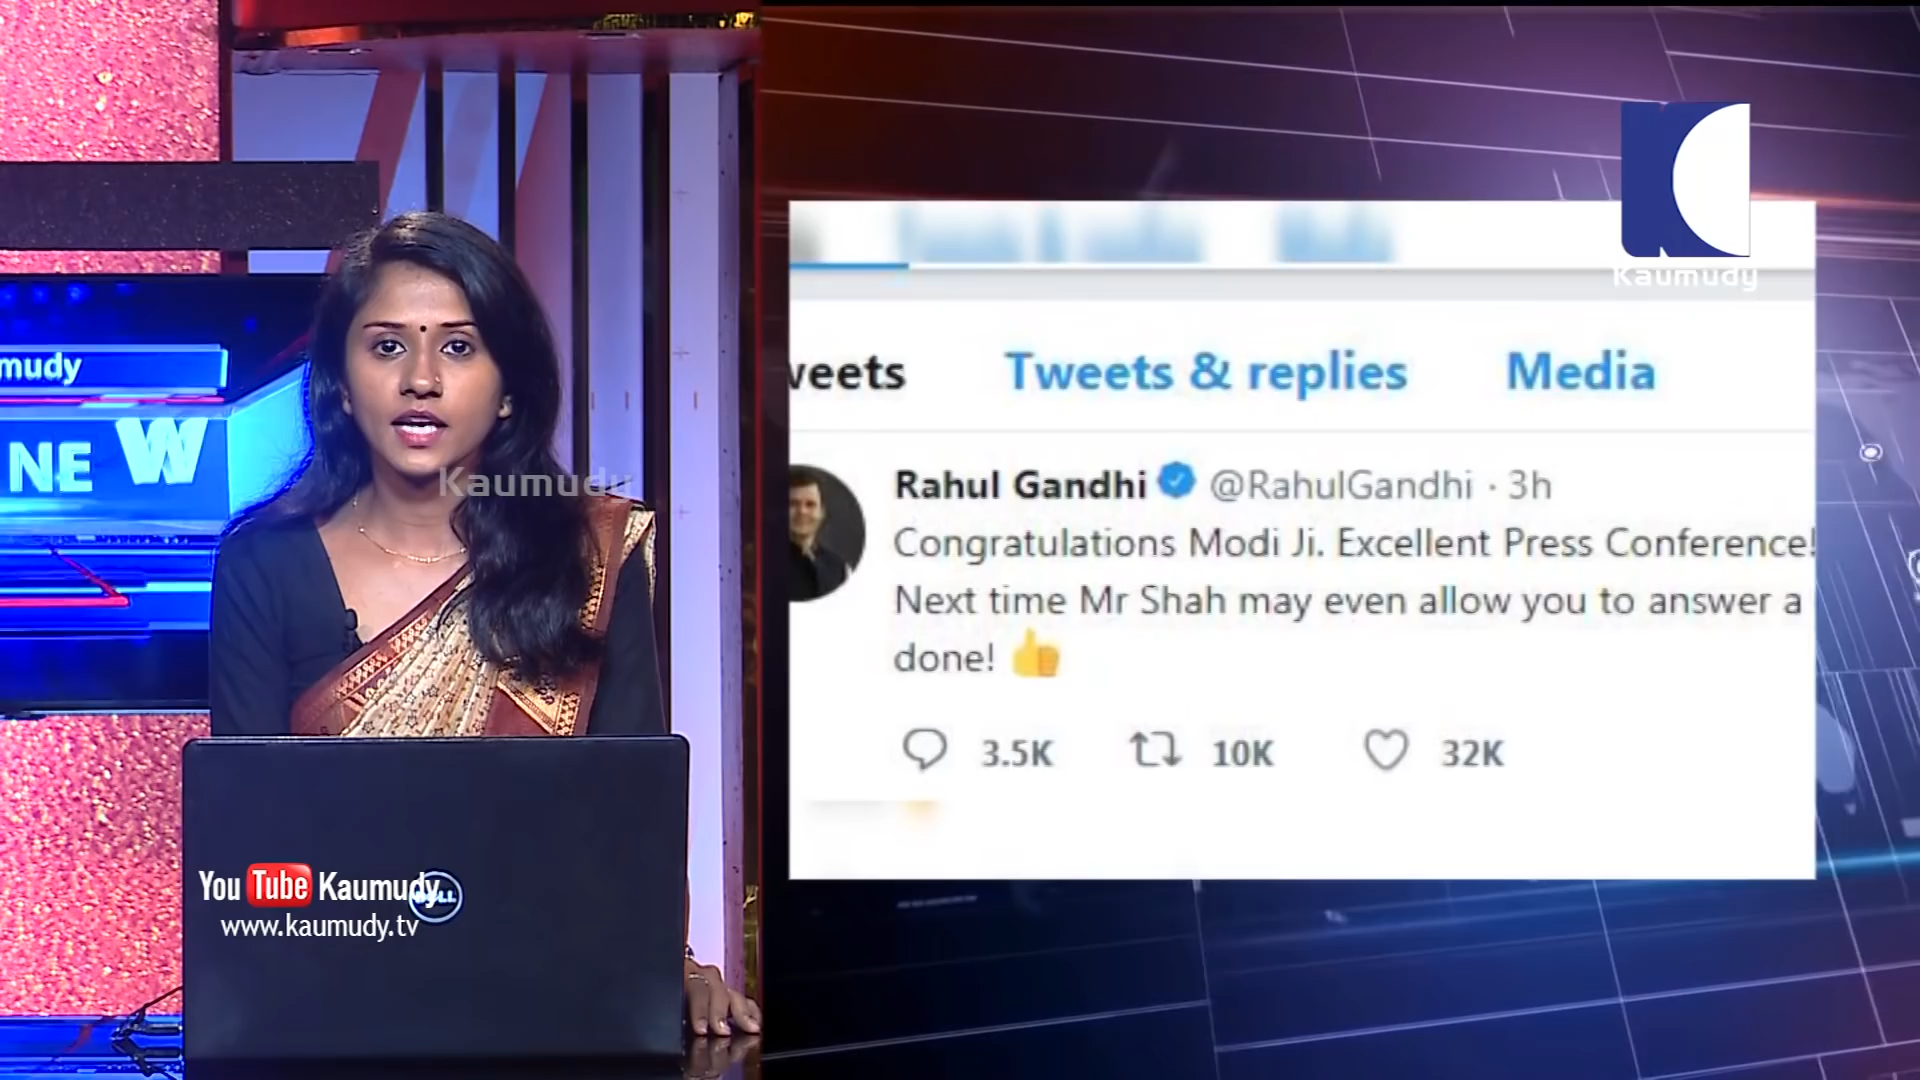 mudy
NEW
Kaumudy
Kaumudy
weets
Tweets & replies
Media
Rahul Gandhi @RahulGandhi · 3h
Congratulations Modi Ji. Excellent Press Conference!
Next time Mr Shah may even allow you to answer a
done! 👍
3.5K
10K
32K
You Tube Kaumudy
DELL
www.kaumudy.tv